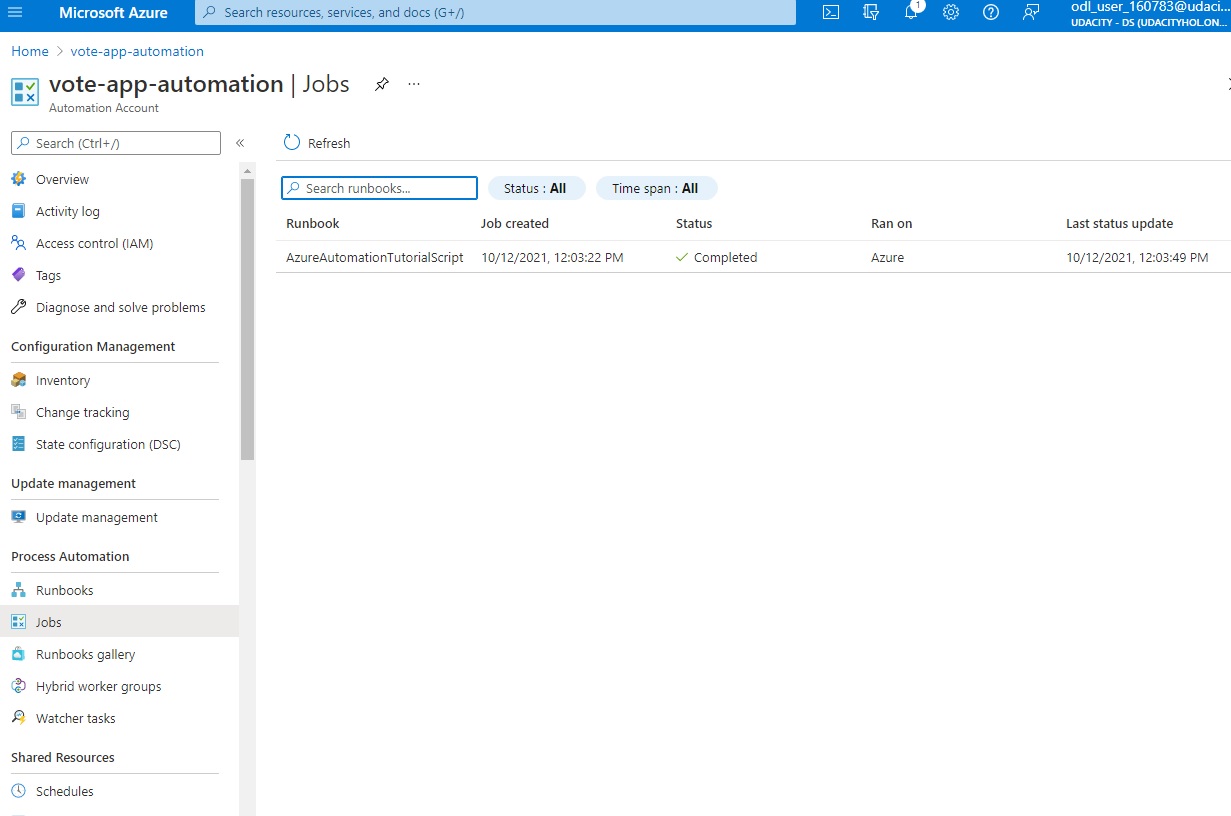 Microsoft Azure
Search resources, services, and docs (G+/)
1
odl_user_160783@udaci...
UDACITY - DS (UDACITYHOL.ON...
Home > vote-app-automation
vote-app-automation | Jobs
...
Automation Account
Search (Ctrl+/)
«
Refresh
Overview
Activity log
Access control (IAM)
Tags
Diagnose and solve problems
Configuration Management
Inventory
Change tracking
State configuration (DSC)
Update management
Update management
Process Automation
Runbooks
Jobs
Runbooks gallery
Hybrid worker groups
Watcher tasks
Shared Resources
Schedules
Search runbooks...
Status : All
Time span : All
Runbook Job created Status Ran on Last status update
AzureAutomationTutorialScript 10/12/2021, 12:03:22 PM Completed Azure 10/12/2021, 12:03:49 PM